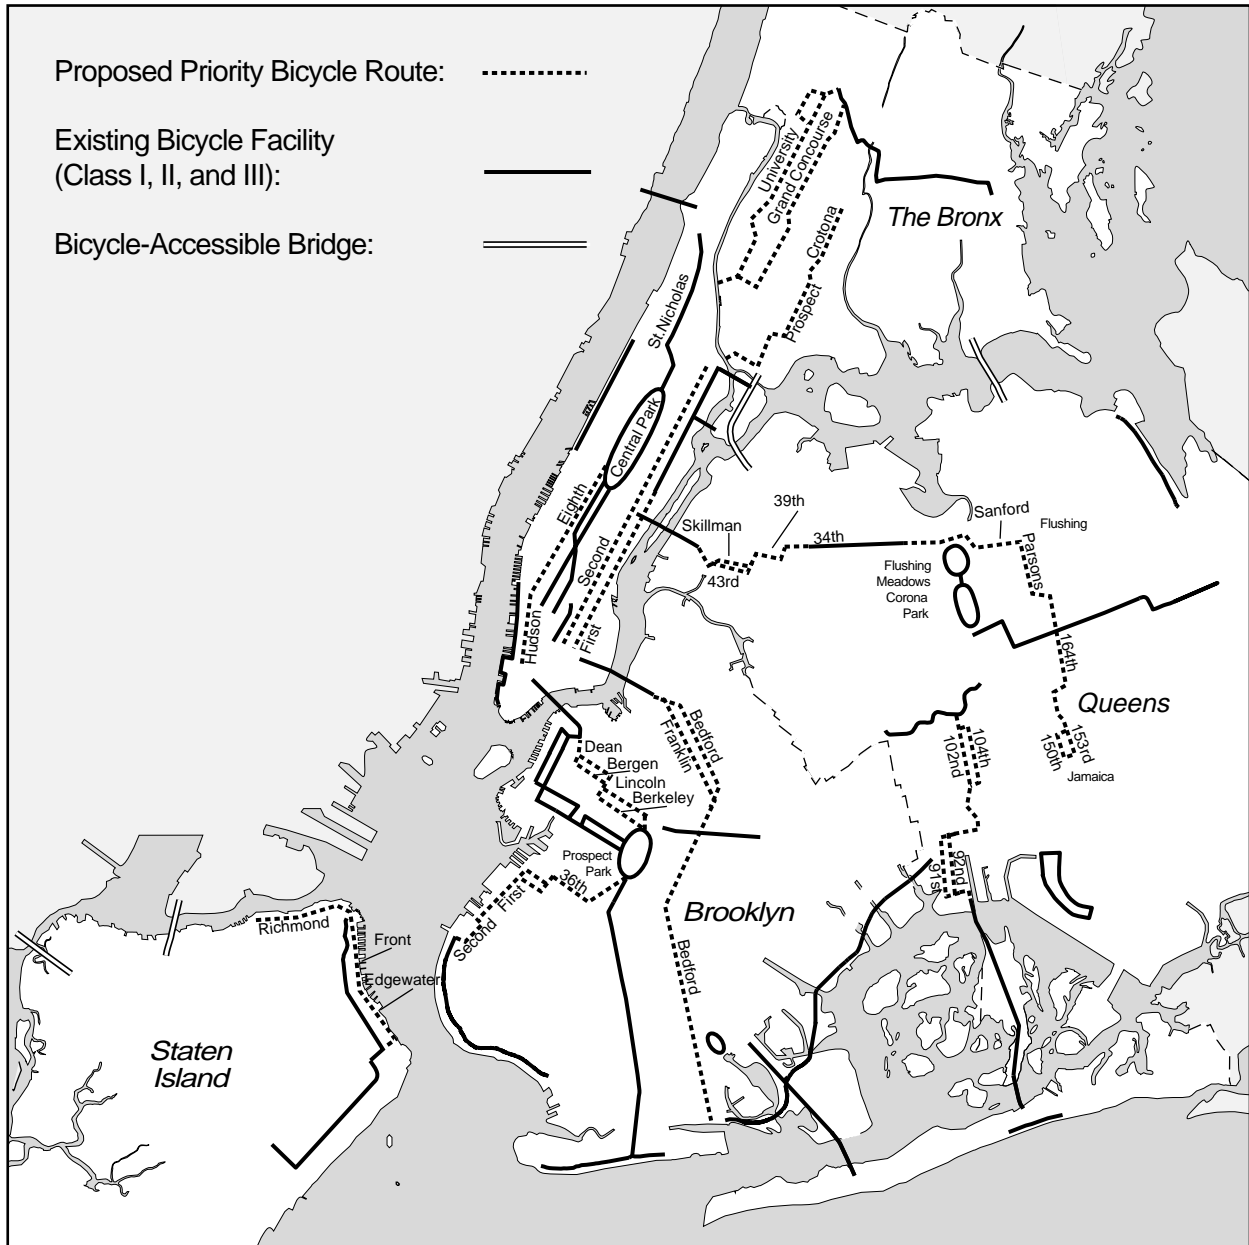 Proposed Priority Bicycle Route:
Existing Bicycle Facility
(Class I, II, and III):
Bicycle-Accessible Bridge:
University
Grand Concourse
The Bronx
Crotona
Prospect
St.Nicholas
Central Park
Eighth
Second
First
Hudson
Skillman
39th
43rd
34th
Sanford
Flushing
Parsons
Flushing
Meadows
Corona
Park
164th
Queens
104th
102nd
153rd
150th
Jamaica
Bedford
Franklin
Dean
Bergen
Lincoln
Berkeley
Prospect
Park
36th
First
Second
92nd
91st
Brooklyn
Bedford
Richmond
Front
Edgewater
Staten
Island